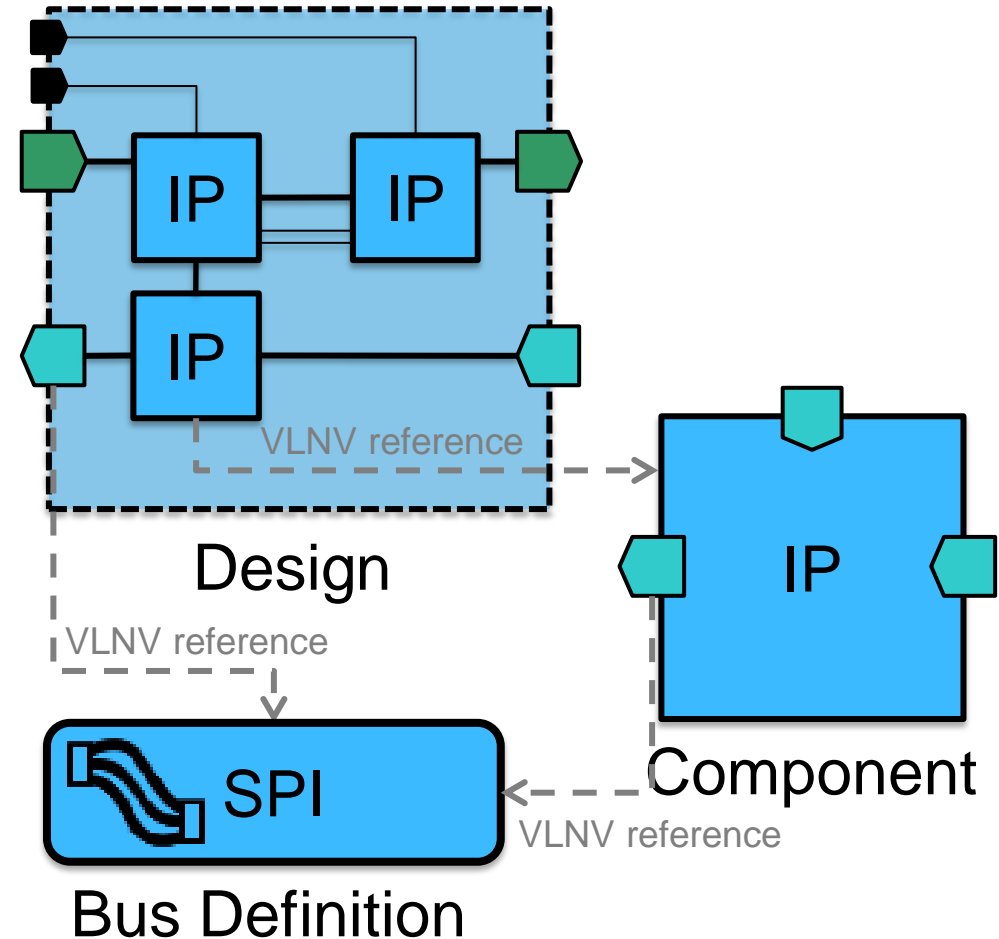 IP
IP
IP
VLNV reference
Design
IP
VLNV reference
SPI
Component
VLNV reference
Bus Definition